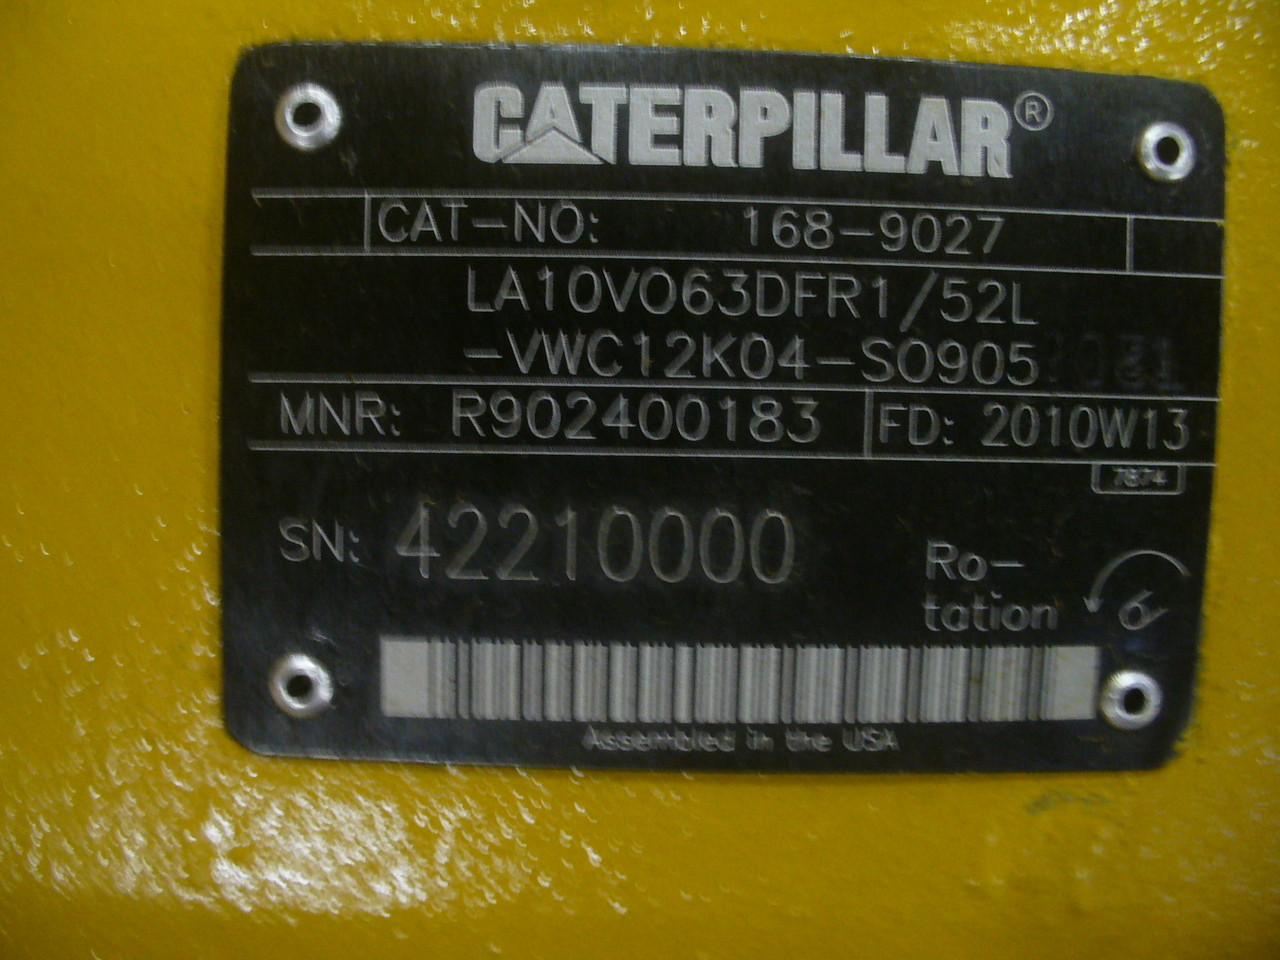 CATERPILLAR®
CAT-NO: 168-9027
LA10VO63DFR1/52L
-VWC12K04-SO905
MNR: R902400183 FD: 2010W13
7874
SN: 42210000
Ro-
tation
Assembled in the USA